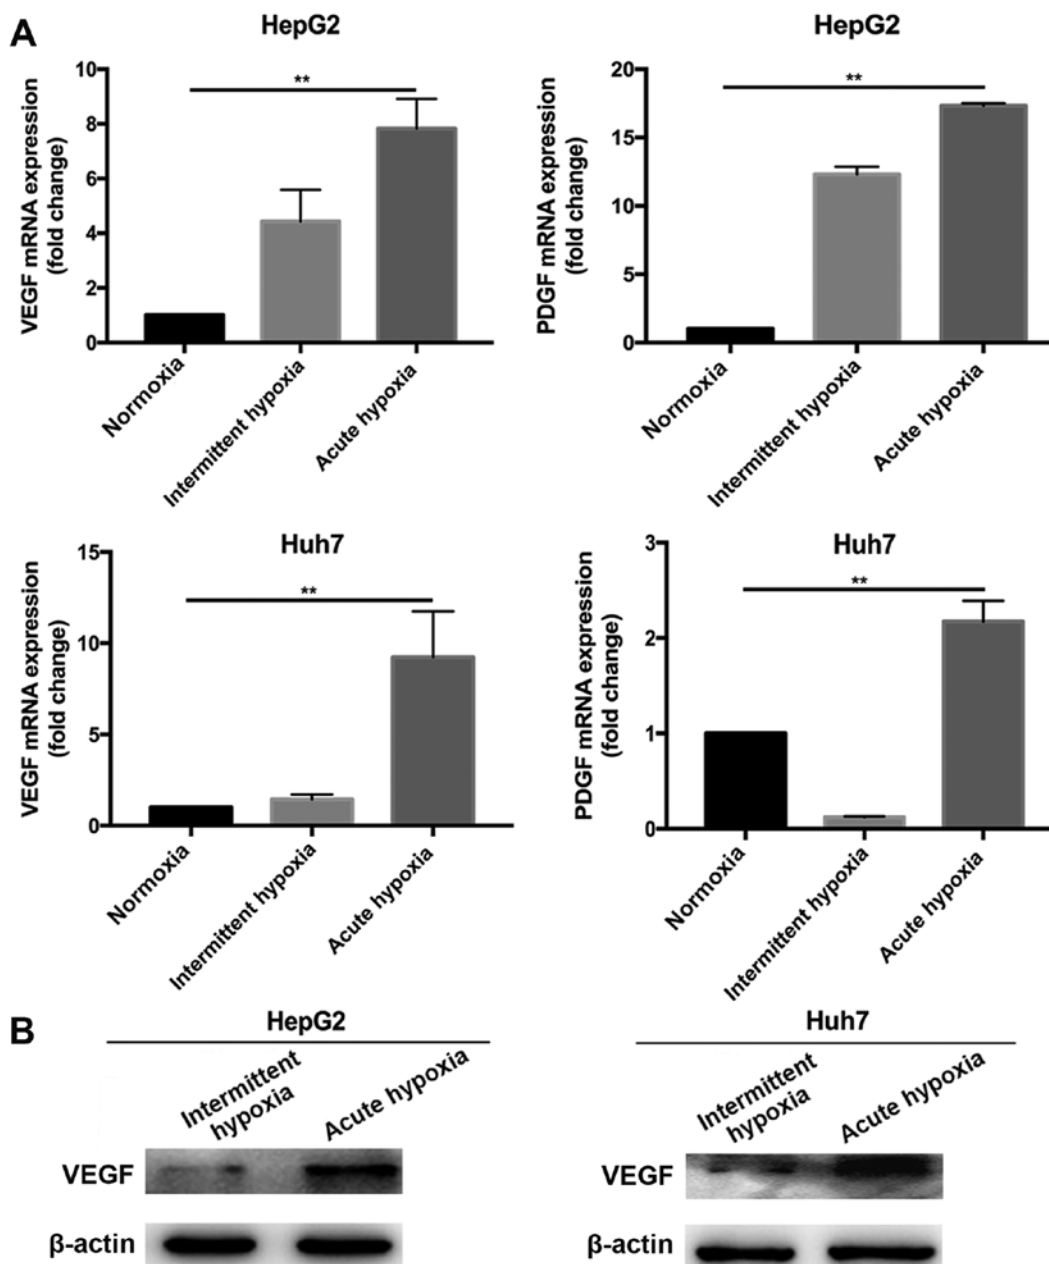 A
HepG2
VEGF mRNA expression
(fold change)
10
8
6
4
2
0
**
Normoxia
Intermittent hypoxia
Acute hypoxia
HepG2
PDGF mRNA expression
(fold change)
20
15
10
5
0
**
Normoxia
Intermittent hypoxia
Acute hypoxia
Huh7
VEGF mRNA expression
(fold change)
15
10
5
0
**
Normoxia
Intermittent hypoxia
Acute hypoxia
Huh7
PDGF mRNA expression
(fold change)
3
2
1
0
**
Normoxia
Intermittent hypoxia
Acute hypoxia
B
HepG2
Intermittent
hypoxia
Acute hypoxia
VEGF
β-actin
Huh7
Intermittent
hypoxia
Acute hypoxia
VEGF
β-actin